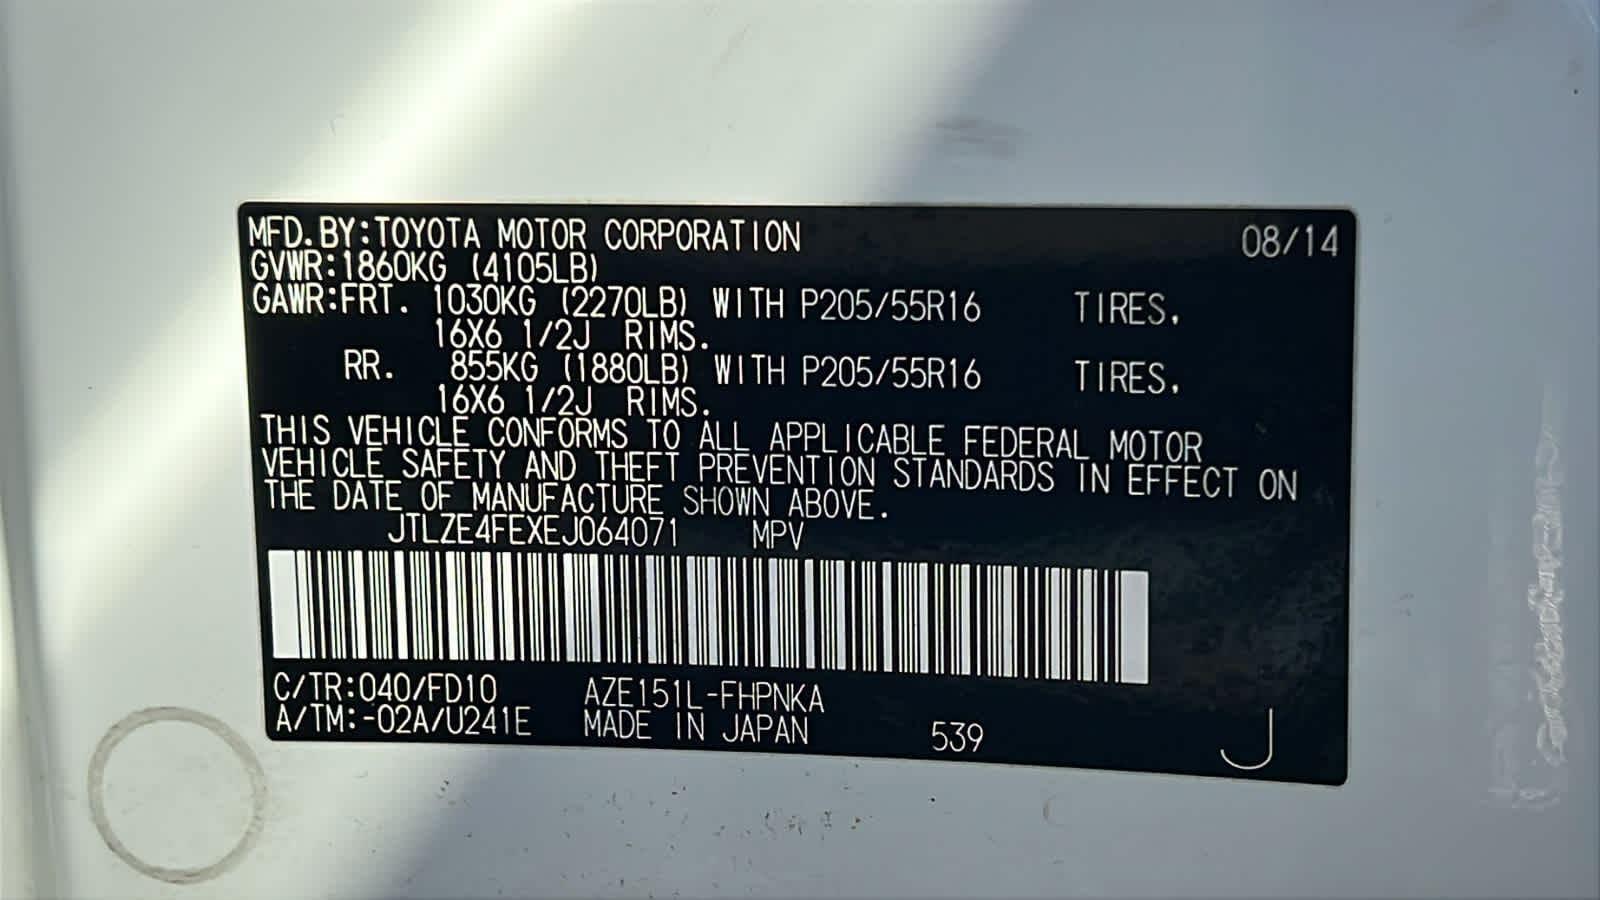 MFD.BY:TOYOTA MOTOR CORPORATION 08/14
GVWR:1860KG (4105LB)
GAWR:FRT. 1030KG (2270LB) WITH P205/55R16 TIRES.
16X6 1/2J RIMS.
RR. 855KG (1880LB) WITH P205/55R16 TIRES.
16X6 1/2J RIMS.
THIS VEHICLE CONFORMS TO ALL APPLICABLE FEDERAL MOTOR
VEHICLE SAFETY AND THEFT PREVENTION STANDARDS IN EFFECT ON
THE DATE OF MANUFACTURE SHOWN ABOVE.
JTLZE4FEXEJ064071 MPV
C/TR:040/FD10 AZE151L-FHPNKA
A/TM:-02A/U241E MADE IN JAPAN 539 J